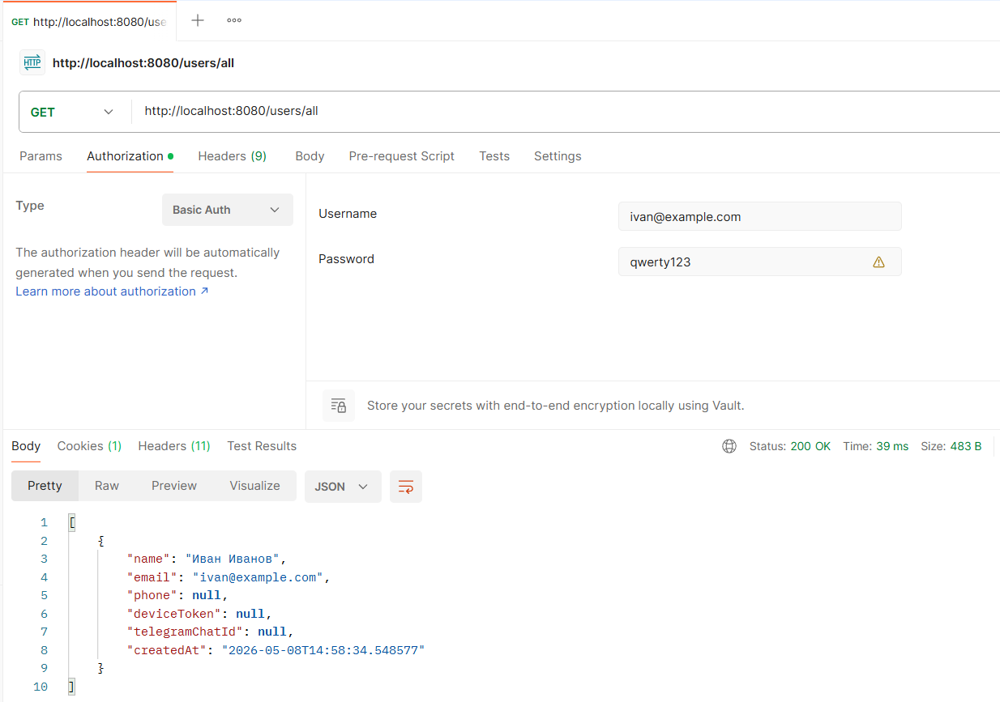 GET http://localhost:8080/use
HTTP http://localhost:8080/users/all
GET http://localhost:8080/users/all
Params Authorization Headers (9) Body Pre-request Script Tests Settings
Type Basic Auth
The authorization header will be automatically
generated when you send the request.
Learn more about authorization ↗
Username ivan@example.com
Password qwerty123
Store your secrets with end-to-end encryption locally using Vault.
Body Cookies (1) Headers (11) Test Results Status: 200 OK Time: 39 ms Size: 483 B
Pretty Raw Preview Visualize JSON
1 [
2 {
3 "name": "Иван Иванов",
4 "email": "ivan@example.com",
5 "phone": null,
6 "deviceToken": null,
7 "telegramChatId": null,
8 "createdAt": "2026-05-08T14:58:34.548577"
9 }
10 ]